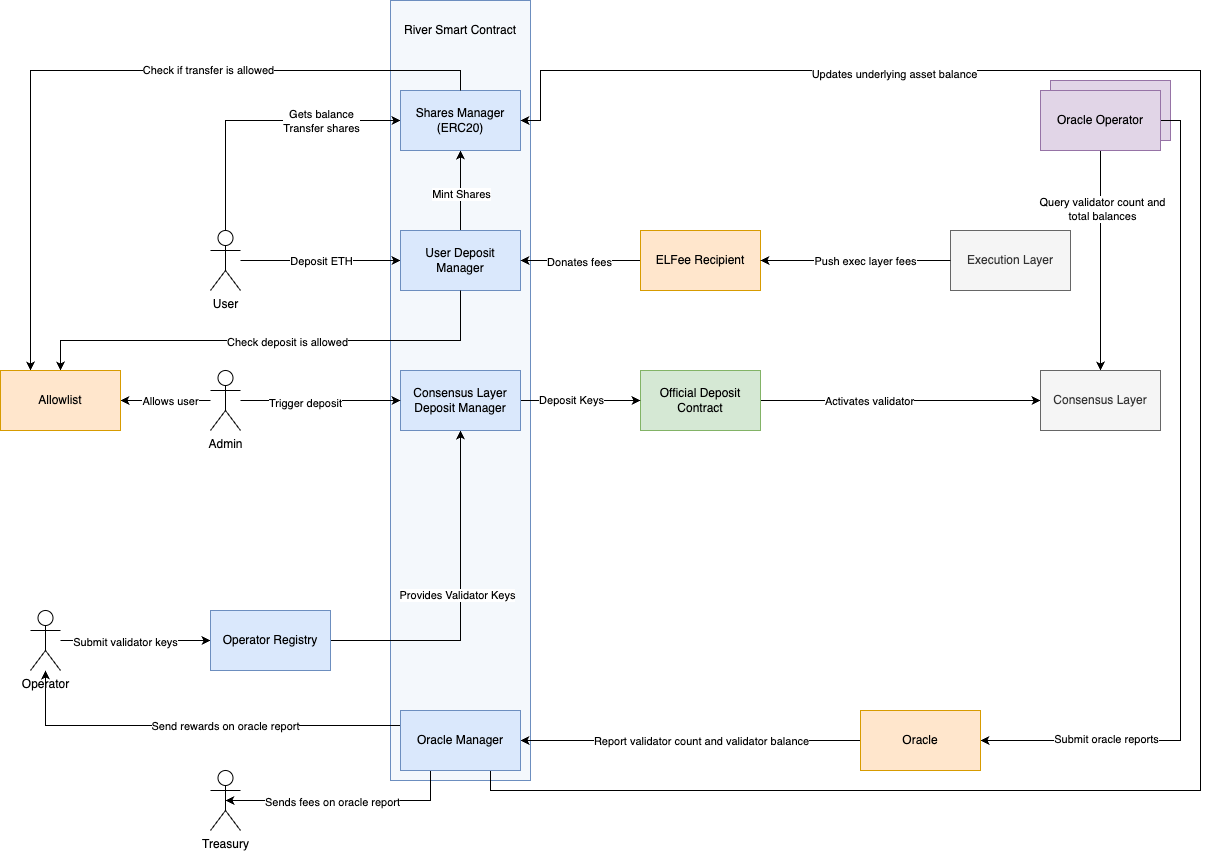 River Smart Contract
Check if transfer is allowed
Updates underlying asset balance
Gets balance
Transfer shares
Shares Manager
(ERC20)
Oracle Operator
Mint Shares
Query validator count and
total balances
User
Deposit ETH
User Deposit
Manager
Donates fees
ELFee Recipient
Push exec layer fees
Execution Layer
Check deposit is allowed
Allowlist
Allows user
Admin
Trigger deposit
Consensus Layer
Deposit Manager
Deposit Keys
Official Deposit
Contract
Activates validator
Consensus Layer
Provides Validator Keys
Operator
Submit validator keys
Operator Registry
Send rewards on oracle report
Oracle Manager
Report validator count and validator balance
Oracle
Submit oracle reports
Sends fees on oracle report
Treasury